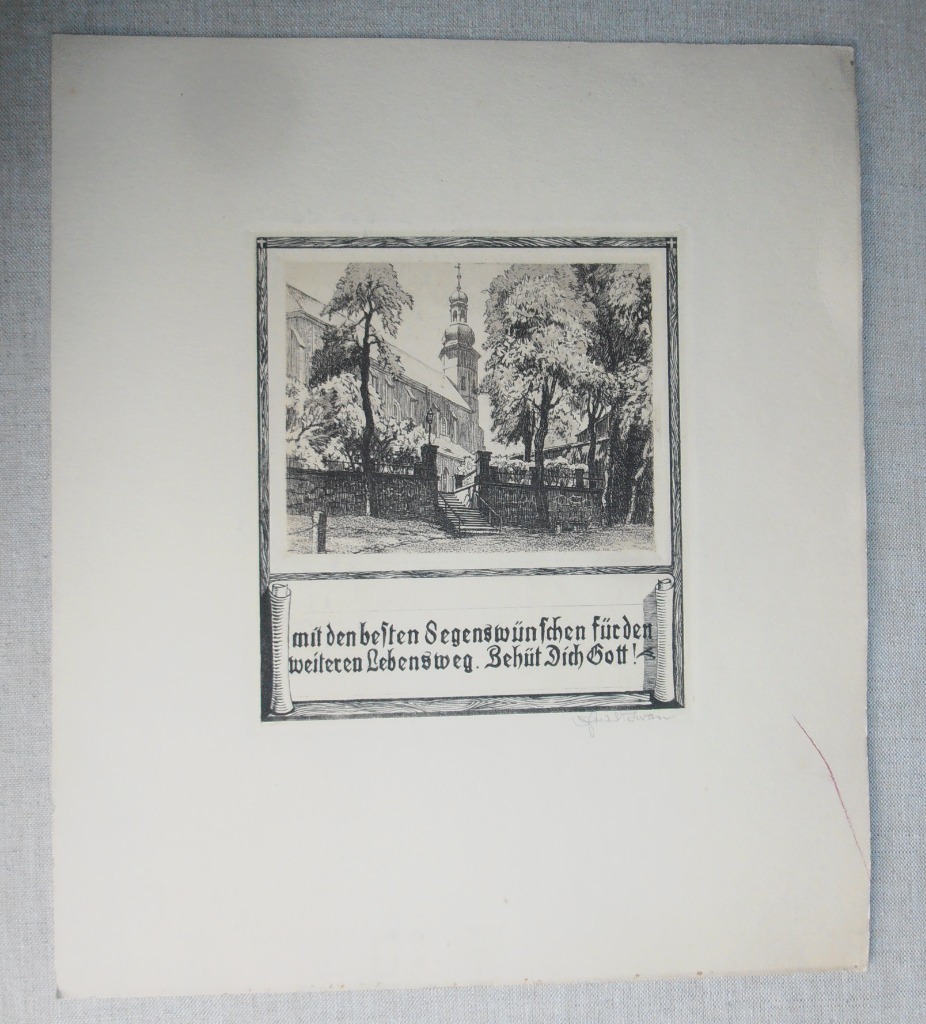 mit den besten Segenswünschen für den
weiteren Lebensweg. Behüt Dich Gott!